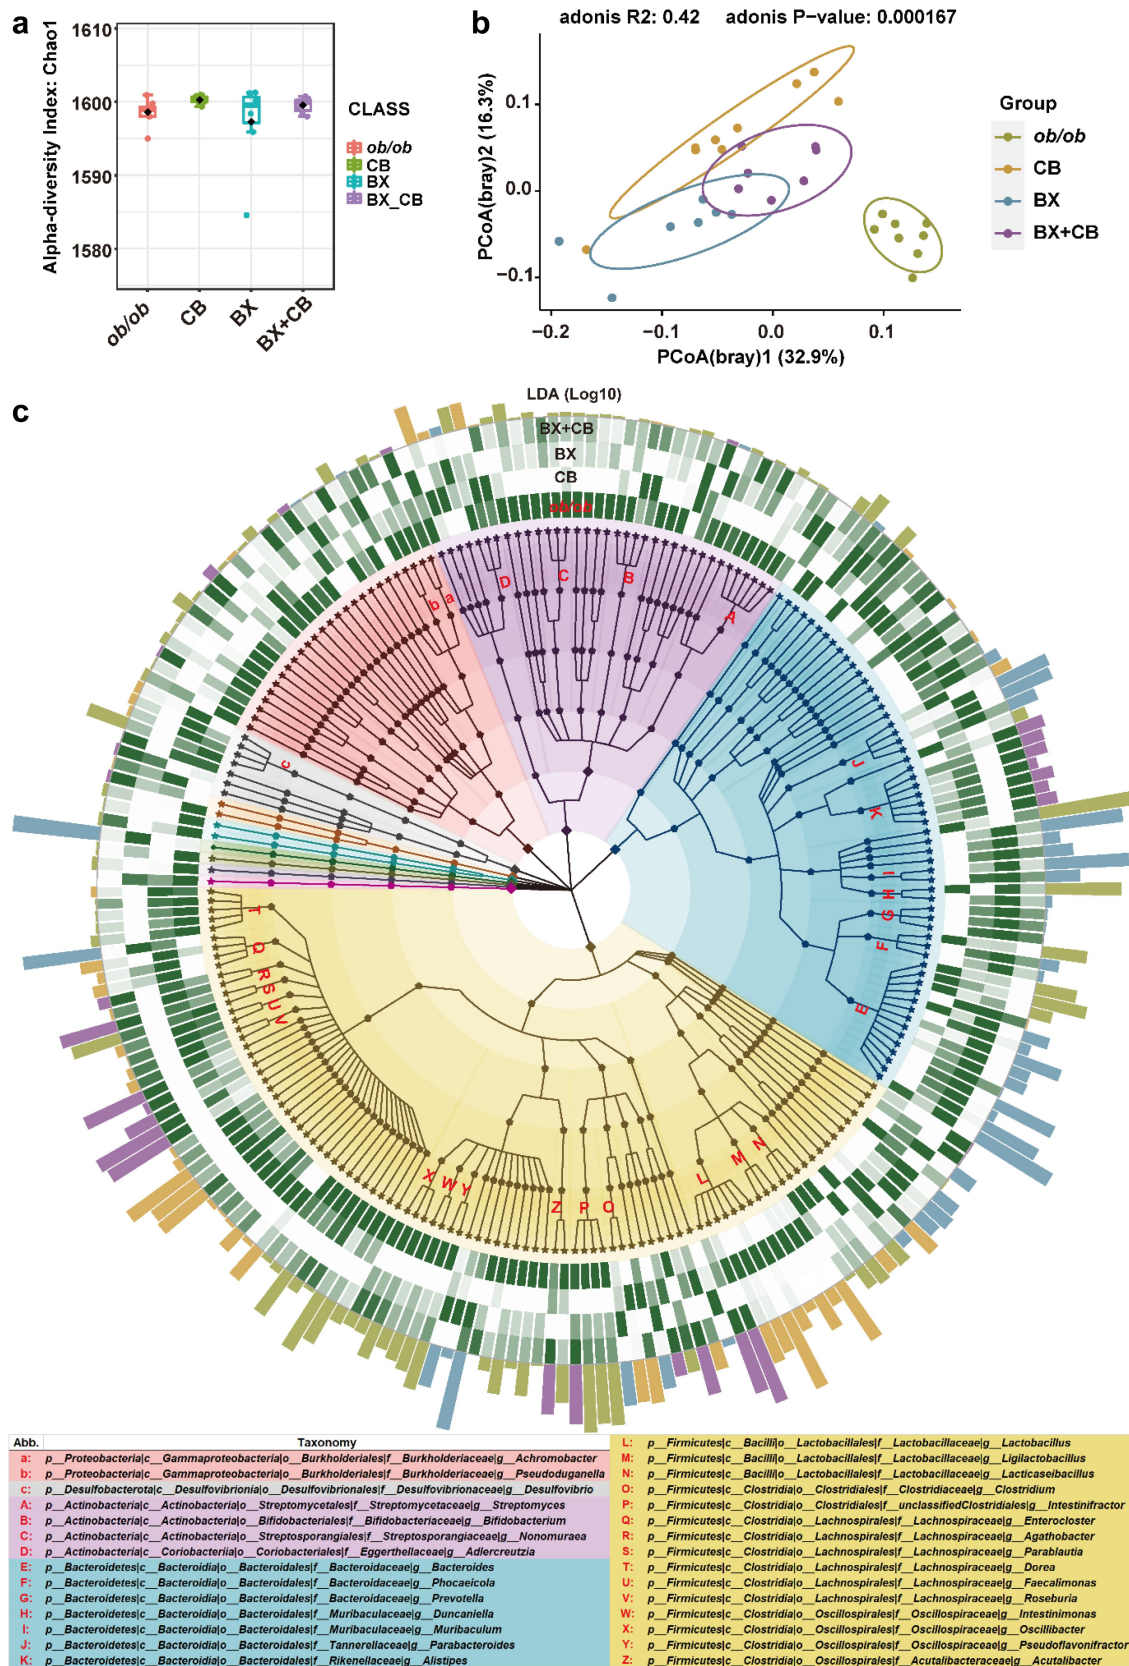 a
1610
1600
1590
1580
Alpha-diversity Index: Chao1
ob/ob
CB
BX
BX+CB
CLASS
ob/ob
CB
BX
BX_CB
b
adonis R2: 0.42 adonis P-value: 0.000167
PCoA(bray)2 (16.3%)
0.1
0.0
−0.1
−0.2
−0.1
0.0
0.1
PCoA(bray)1 (32.9%)
Group
ob/ob
CB
BX
BX+CB
c
LDA (Log10)
BX+CB
BX
CB
ob/ob
b
a
D
C
B
A
c
J
K
I
H
G
F
E
T
Q
R
S
U
V
X
W
Y
Z
P
O
L
M
N
Abb. Taxonomy
a: p__Proteobacteria|c__Gammaproteobacteria|o__Burkholderiales|f__Burkholderiaceae|g__Achromobacter
b: p__Proteobacteria|c__Gammaproteobacteria|o__Burkholderiales|f__Burkholderiaceae|g__Pseudoduganella
c: p__Desulfobacterota|c__Desulfovibrionia|o__Desulfovibrionales|f__Desulfovibrionaceae|g__Desulfovibrio
A: p__Actinobacteria|c__Actinobacteria|o__Streptomycetales|f__Streptomycetaceae|g__Streptomyces
B: p__Actinobacteria|c__Actinobacteria|o__Bifidobacteriales|f__Bifidobacteriaceae|g__Bifidobacterium
C: p__Actinobacteria|c__Actinobacteria|o__Streptosporangiales|f__Streptosporangiaceae|g__Nonomuraea
D: p__Actinobacteria|c__Coriobacteriia|o__Coriobacteriales|f__Eggerthellaceae|g__Adlercreutzia
E: p__Bacteroidetes|c__Bacteroidia|o__Bacteroidales|f__Bacteroidaceae|g__Bacteroides
F: p__Bacteroidetes|c__Bacteroidia|o__Bacteroidales|f__Bacteroidaceae|g__Phocaeicola
G: p__Bacteroidetes|c__Bacteroidia|o__Bacteroidales|f__Bacteroidaceae|g__Prevotella
H: p__Bacteroidetes|c__Bacteroidia|o__Bacteroidales|f__Muribaculaceae|g__Duncaniella
I: p__Bacteroidetes|c__Bacteroidia|o__Bacteroidales|f__Muribaculaceae|g__Muribaculum
J: p__Bacteroidetes|c__Bacteroidia|o__Bacteroidales|f__Tannerellaceae|g__Parabacteroides
K: p__Bacteroidetes|c__Bacteroidia|o__Bacteroidales|f__Rikenellaceae|g__Alistipes
L: p__Firmicutes|c__Bacilli|o__Lactobacillales|f__Lactobacillaceae|g__Lactobacillus
M: p__Firmicutes|c__Bacilli|o__Lactobacillales|f__Lactobacillaceae|g__Ligilactobacillus
N: p__Firmicutes|c__Bacilli|o__Lactobacillales|f__Lactobacillaceae|g__Lacticaseibacillus
O: p__Firmicutes|c__Clostridia|o__Clostridiales|f__Clostridiaceae|g__Clostridium
P: p__Firmicutes|c__Clostridia|o__Clostridiales|f__unclassifiedClostridiales|g__Intestinifractor
Q: p__Firmicutes|c__Clostridia|o__Lachnospirales|f__Lachnospiraceae|g__Enterocloster
R: p__Firmicutes|c__Clostridia|o__Lachnospirales|f__Lachnospiraceae|g__Agathobacter
S: p__Firmicutes|c__Clostridia|o__Lachnospirales|f__Lachnospiraceae|g__Parablautia
T: p__Firmicutes|c__Clostridia|o__Lachnospirales|f__Lachnospiraceae|g__Dorea
U: p__Firmicutes|c__Clostridia|o__Lachnospirales|f__Lachnospiraceae|g__Faecalimonas
V: p__Firmicutes|c__Clostridia|o__Lachnospirales|f__Lachnospiraceae|g__Roseburia
W: p__Firmicutes|c__Clostridia|o__Oscillospirales|f__Oscillospiraceae|g__Intestinimonas
X: p__Firmicutes|c__Clostridia|o__Oscillospirales|f__Oscillospiraceae|g__Oscillibacter
Y: p__Firmicutes|c__Clostridia|o__Oscillospirales|f__Oscillospiraceae|g__Pseudoflavonifractor
Z: p__Firmicutes|c__Clostridia|o__Oscillospirales|f__Acutalibacteraceae|g__Acutalibacter